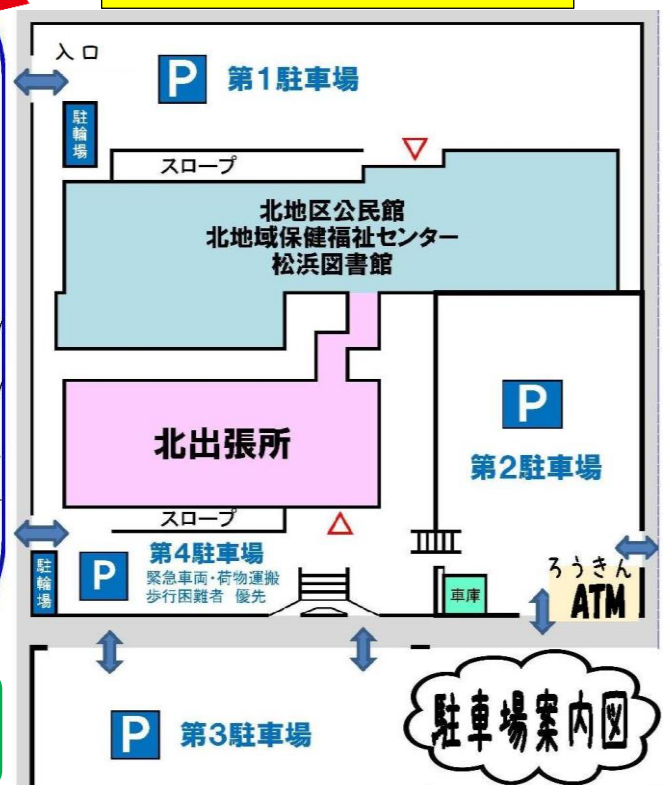 入口
P 第1駐車場
駐輪場
スロープ
北地区公民館
北地域保健福祉センター
松浜図書館
P
第2駐車場
北出張所
スロープ
駐輪場
P 第4駐車場
緊急車両・荷物運搬
歩行困難者 優先
車庫
ろうきん
ATM
P 第3駐車場
駐車場案内図